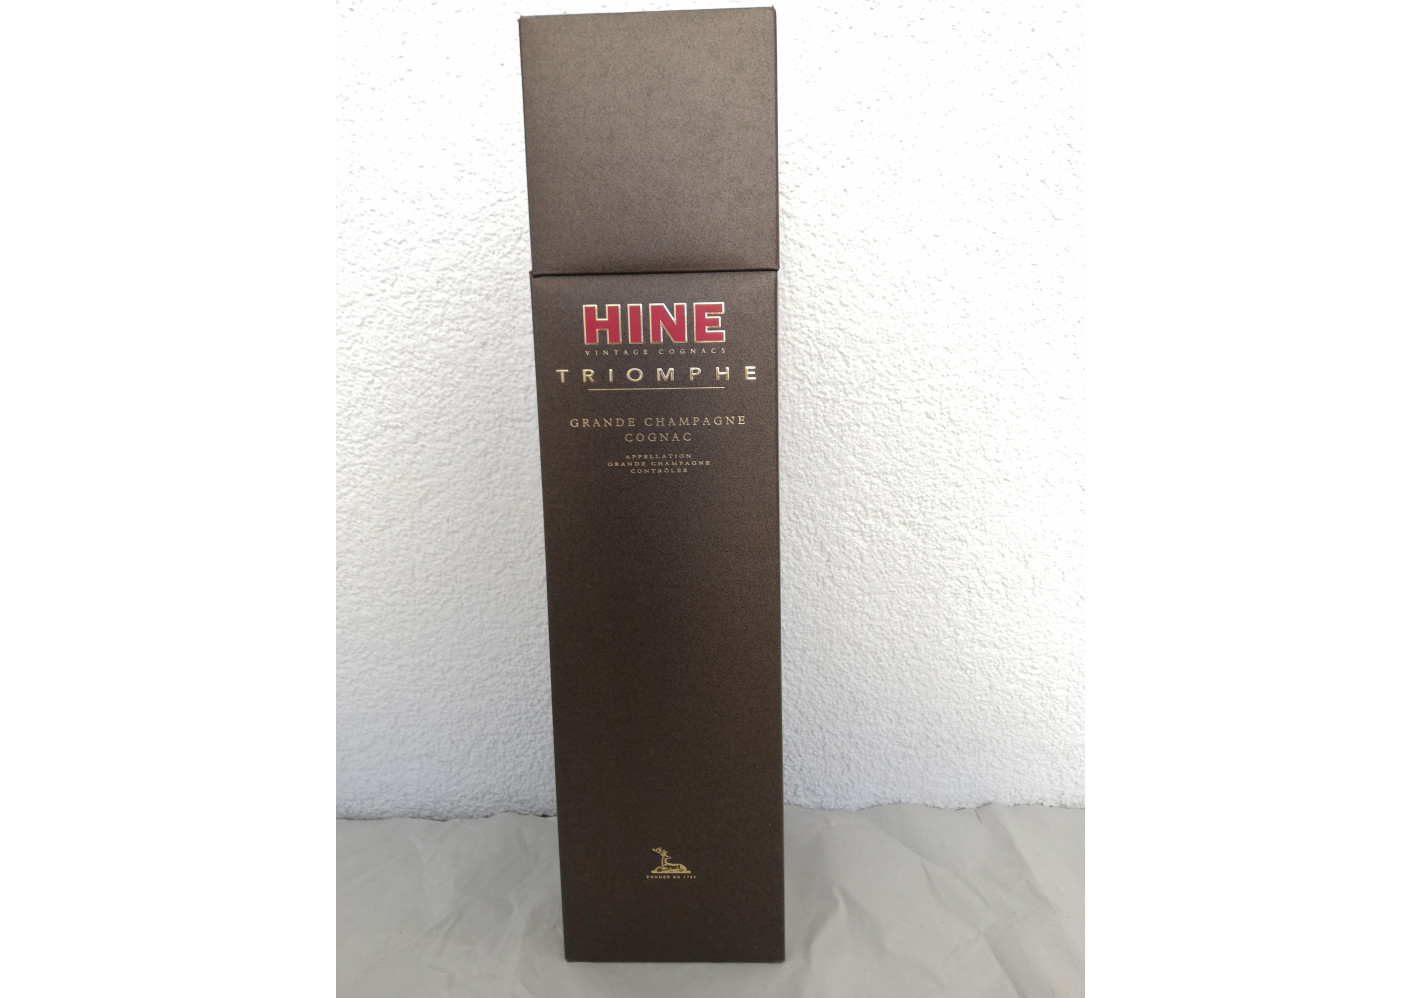 HINE
VINTAGE COGNACS
TRIOMPHE
GRANDE CHAMPAGNE
COGNAC
APPELLATION
GRANDE CHAMPAGNE
CONTRÔLÉE